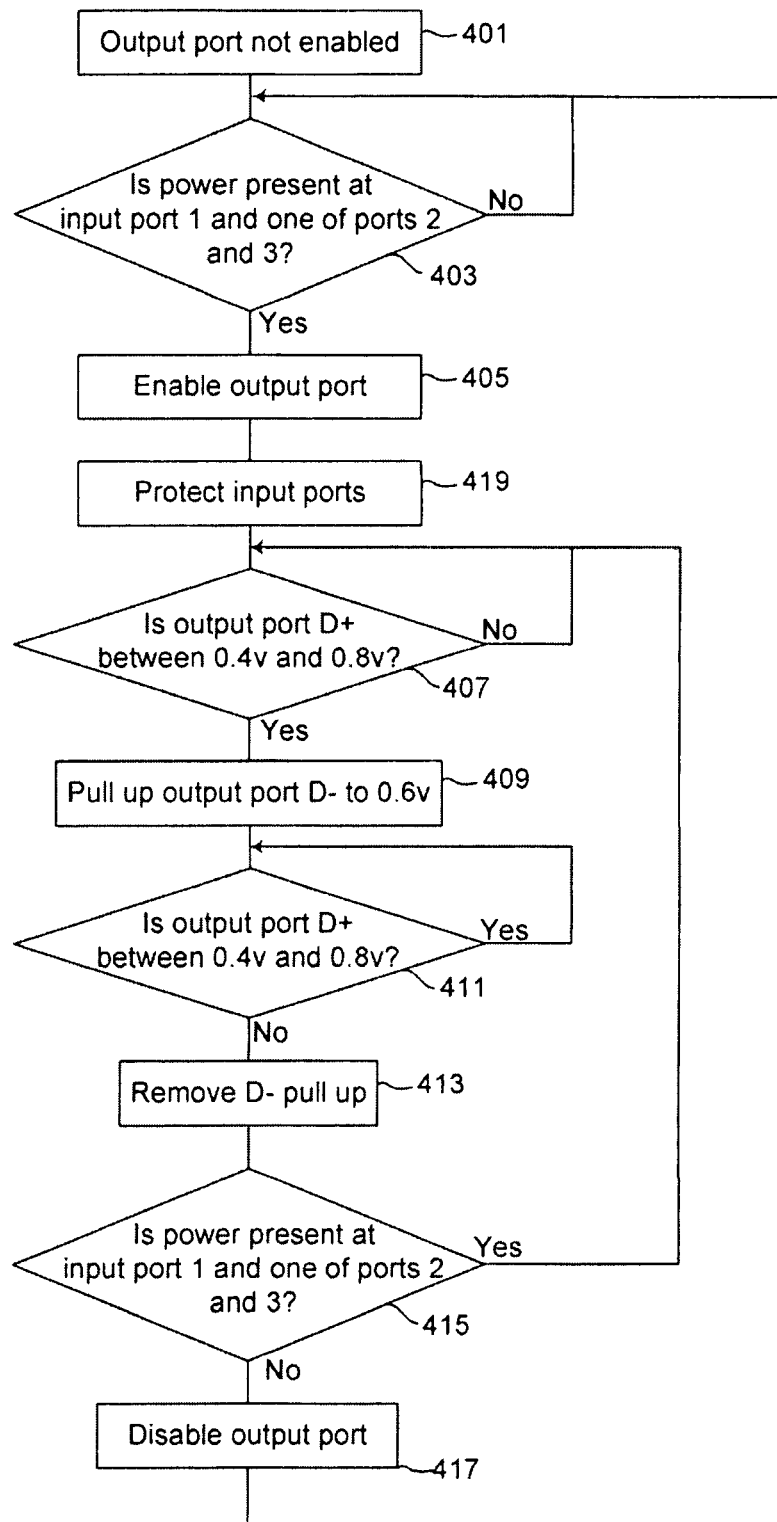 Output port not enabled
401
Is power present at
input port 1 and one of ports 2
and 3?
No
403
Yes
Enable output port
405
Protect input ports
419
Is output port D+
between 0.4v and 0.8v?
No
407
Yes
Pull up output port D- to 0.6v
409
Is output port D+
between 0.4v and 0.8v?
Yes
411
No
Remove D- pull up
413
Is power present at
input port 1 and one of ports 2
and 3?
Yes
415
No
Disable output port
417